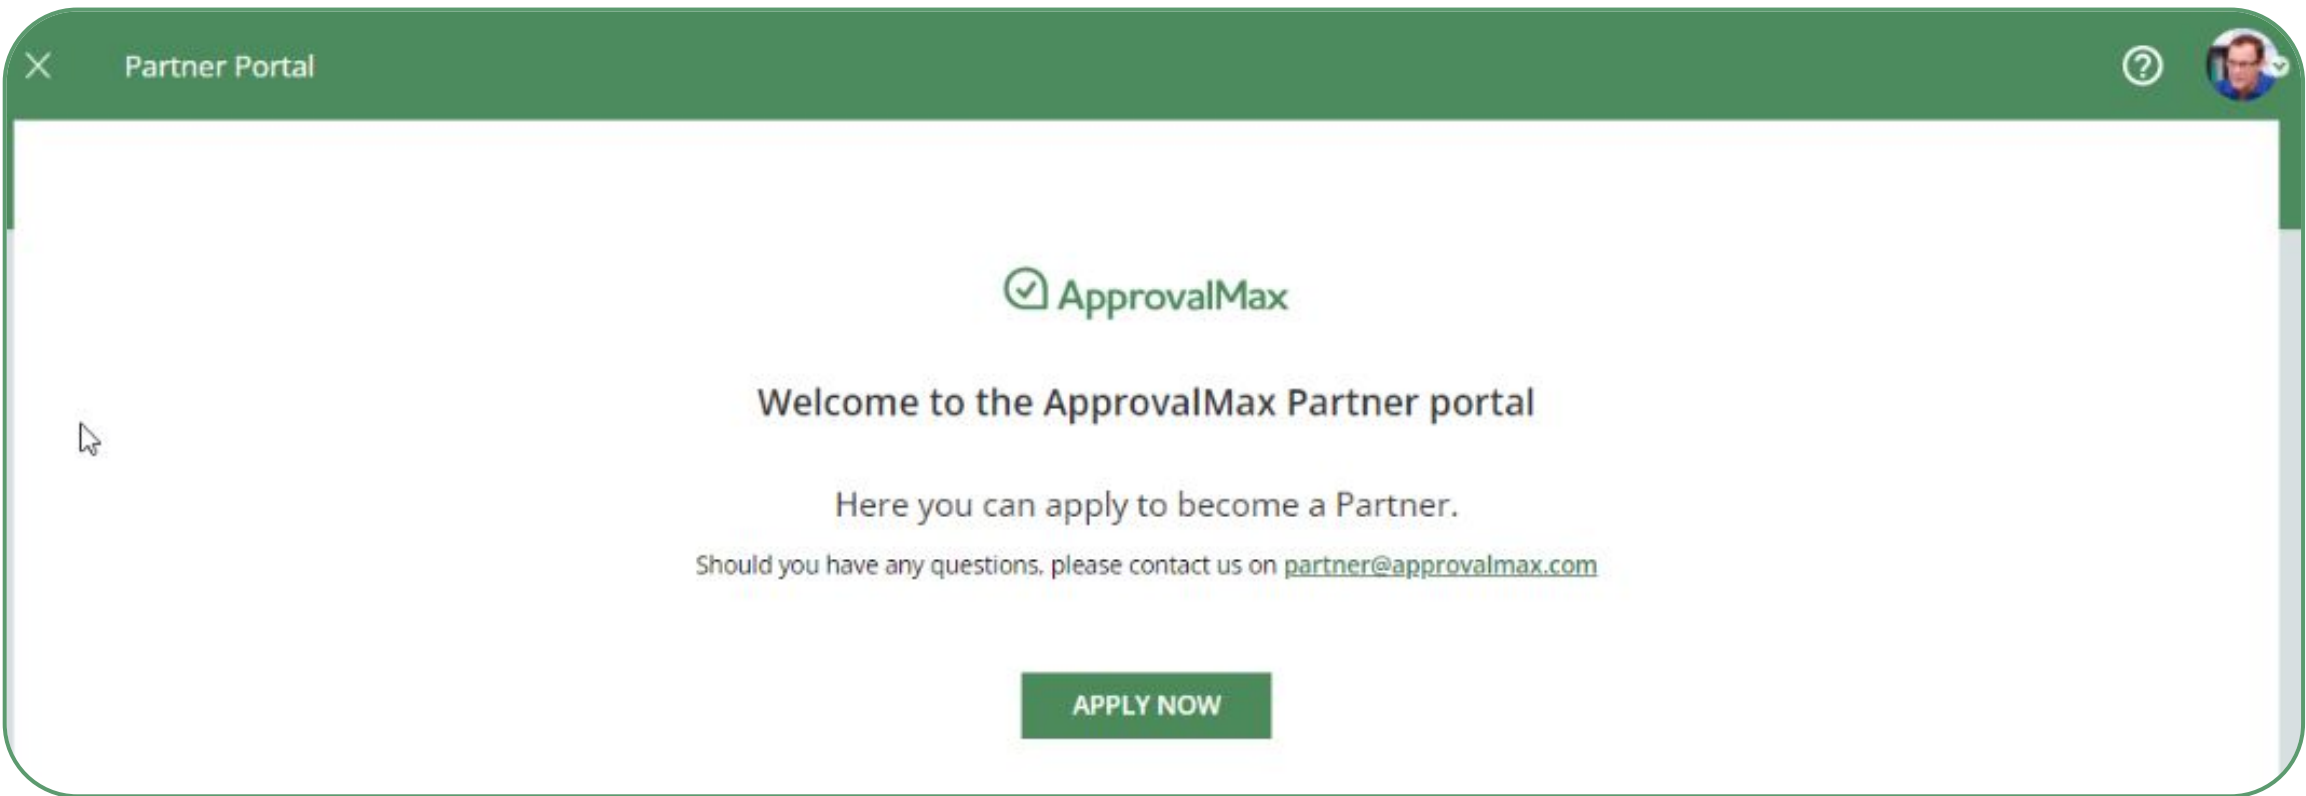 Partner Portal
ApprovalMax
Welcome to the ApprovalMax Partner portal
Here you can apply to become a Partner.
Should you have any questions, please contact us on partner@approvalmax.com
APPLY NOW